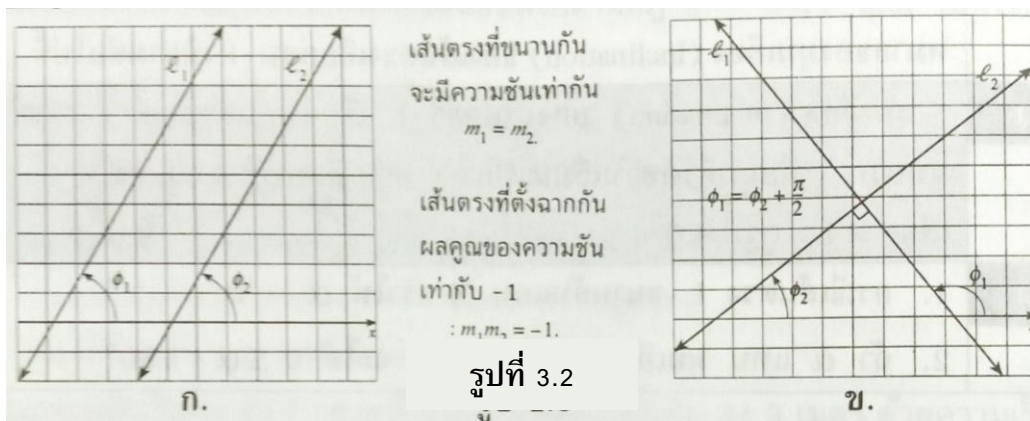 ℓ₁
ℓ₂
ϕ₁
ϕ₂
x
ก.
เส้นตรงที่ขนานกัน
จะมีความชันเท่ากัน
m₁ = m₂.
เส้นตรงที่ตั้งฉากกัน
ผลคูณของความชัน
เท่ากับ -1
: m₁m₂ = −1.
รูปที่ 3.2
ℓ₁
ℓ₂
ϕ₁ = ϕ₂ + π/2
ϕ₂
ϕ₁
ข.